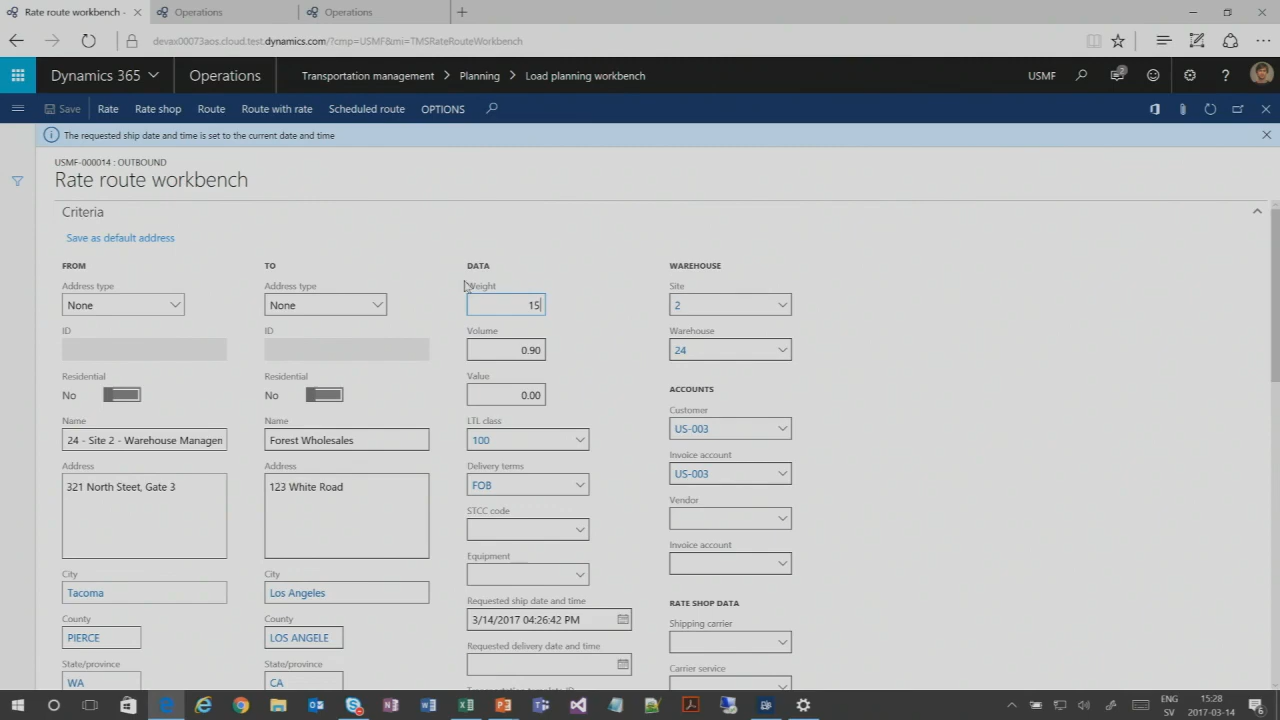 Rate route workbench -
Operations
Operations
devax00073aos.cloud.test.dynamics.com/?cmp=USMF&mi=TMSRateRouteWorkbench
Dynamics 365
Operations
Transportation management > Planning > Load planning workbench
USMF
2
Save
Rate
Rate shop
Route
Route with rate
Scheduled route
OPTIONS
The requested ship date and time is set to the current date and time
USMF-000014 : OUTBOUND
Rate route workbench
Criteria
Save as default address
FROM
Address type
None
ID
Residential
No
Name
24 - Site 2 - Warehouse Managen
Address
321 North Steet, Gate 3
City
Tacoma
County
PIERCE
State/province
WA
TO
Address type
None
ID
Residential
No
Name
Forest Wholesales
Address
123 White Road
City
Los Angeles
County
LOS ANGELE
State/province
CA
DATA
Weight
15
Volume
0.90
Value
0.00
LTL class
100
Delivery terms
FOB
STCC code
Equipment
Requested ship date and time
3/14/2017 04:26:42 PM
Requested delivery date and time
Transportation template ID
WAREHOUSE
Site
2
Warehouse
24
ACCOUNTS
Customer
US-003
Invoice account
US-003
Vendor
Invoice account
RATE SHOP DATA
Shipping carrier
Carrier service
ENG
SV
15:28
2017-03-14
6